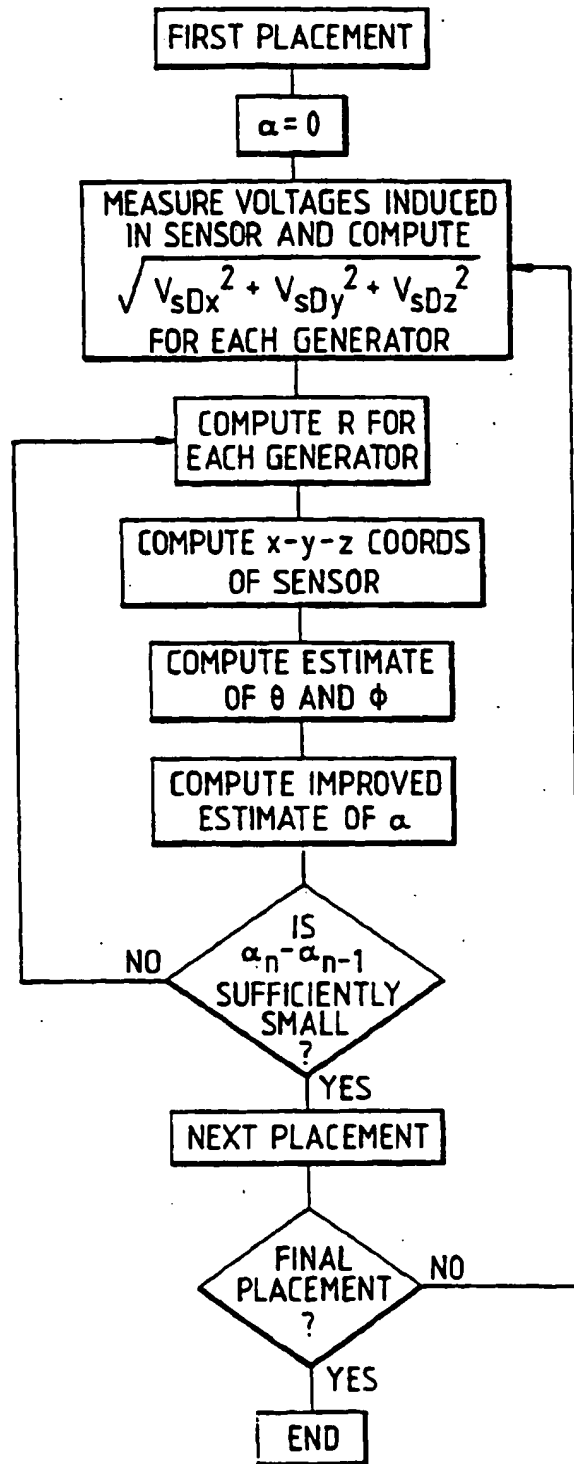 FIRST PLACEMENT
α = 0
MEASURE VOLTAGES INDUCED
IN SENSOR AND COMPUTE
√VsDx² + VsDy² + VsDz²
FOR EACH GENERATOR
COMPUTE R FOR
EACH GENERATOR
COMPUTE x-y-z COORDS
OF SENSOR
COMPUTE ESTIMATE
OF θ AND ϕ
COMPUTE IMPROVED
ESTIMATE OF α
IS
αn-αn-1
NO
SUFFICIENTLY
SMALL
?
YES
NEXT PLACEMENT
FINAL
NO
PLACEMENT
?
YES
END